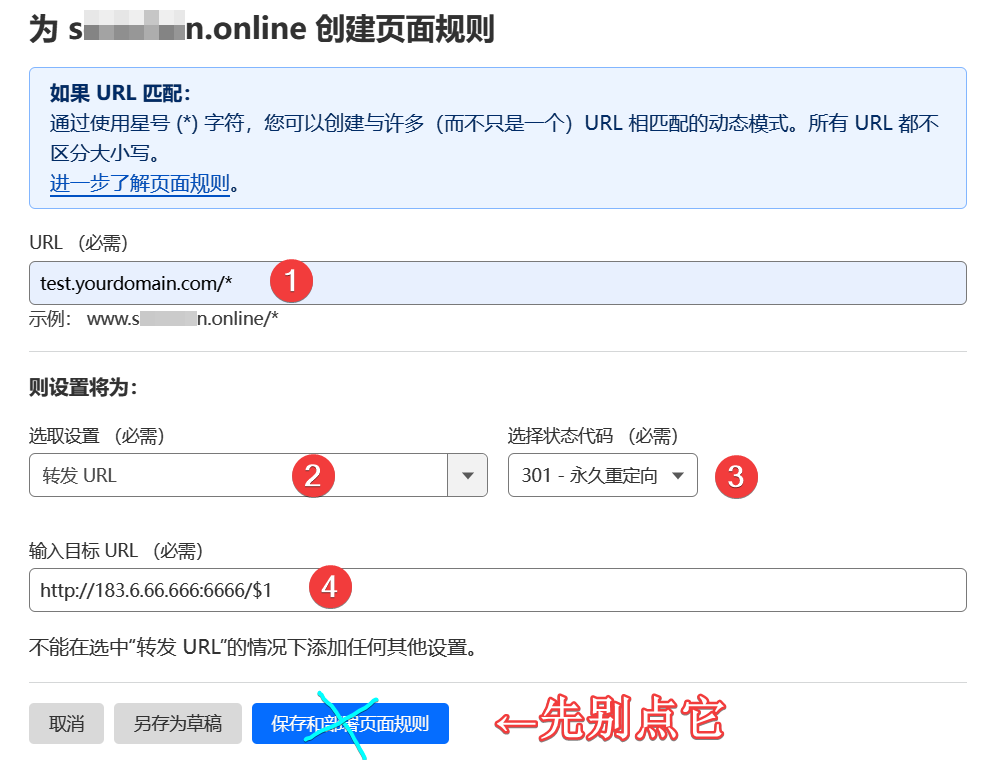 为 s n.online 创建页面规则
如果 URL 匹配：
通过使用星号 (*) 字符，您可以创建与许多（而不只是一个）URL 相匹配的动态模式。所有 URL 都不
区分大小写。
进一步了解页面规则。
URL （必需）
test.yourdomain.com/* 1
示例： www.s n.online/*
则设置将为：
选取设置 （必需） 选择状态代码 （必需）
转发 URL 2 301 - 永久重定向 3
输入目标 URL （必需）
http://183.6.66.666:6666/$1 4
不能在选中“转发 URL”的情况下添加任何其他设置。
取消 另存为草稿 保存和部署页面规则 ←先别点它